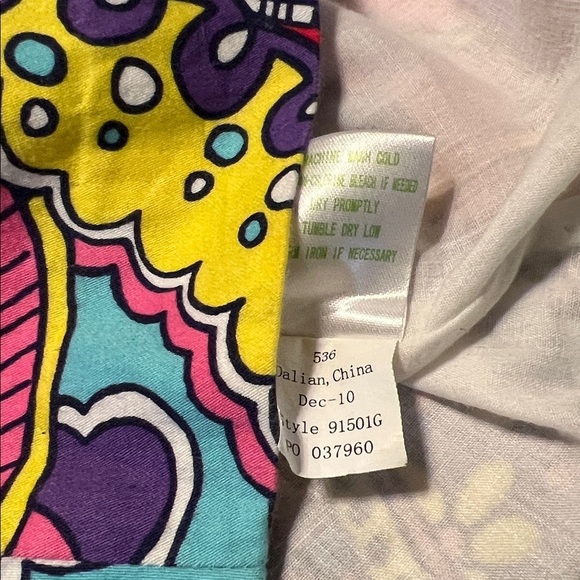 MACHINE WASH COLD
BLEACH IF NEEDED
DRY PROMPTLY
TUMBLE DRY LOW
IRON IF NECESSARY
536
Dalian, China
Dec-10
Style 91501G
PO 037960